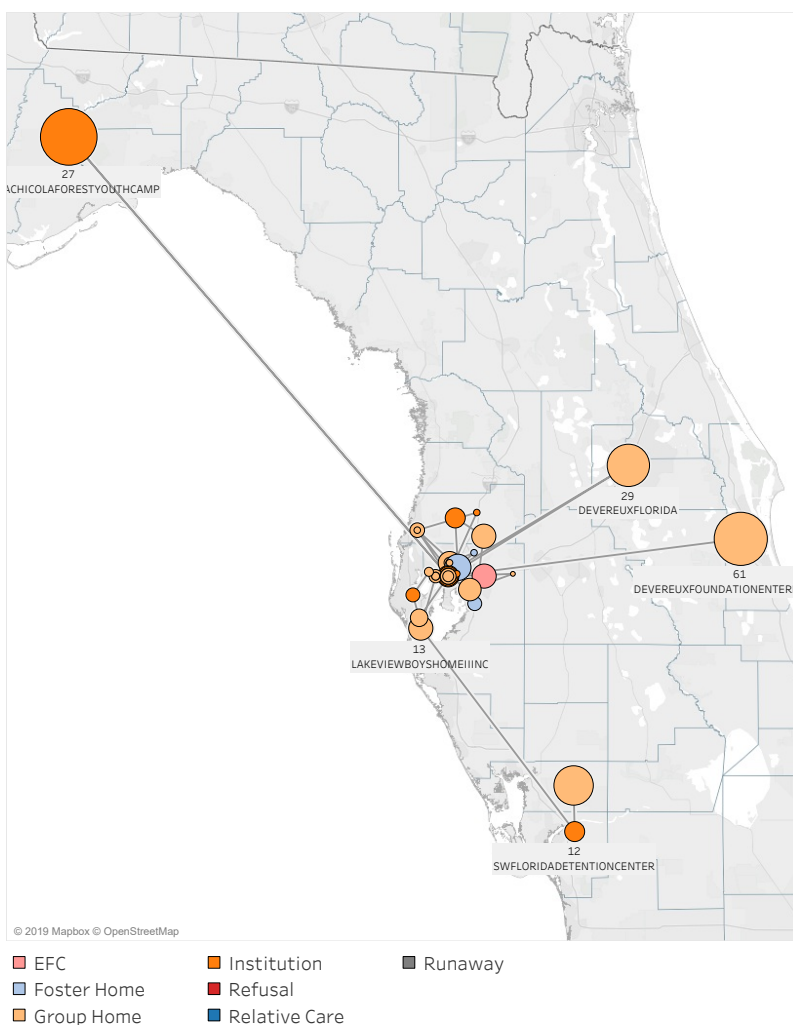 27
ACHICOLAFORESTYOUTHCAMP
29
DEVEREUXFLORIDA
61
DEVEREUXFOUNDATIONENTER
13
LAKEVIEWBOYSHOMEIIINC
12
SWFLORIDADETENTIONCENTER
© 2019 Mapbox © OpenStreetMap
EFC
Institution
Runaway
Foster Home
Refusal
Group Home
Relative Care